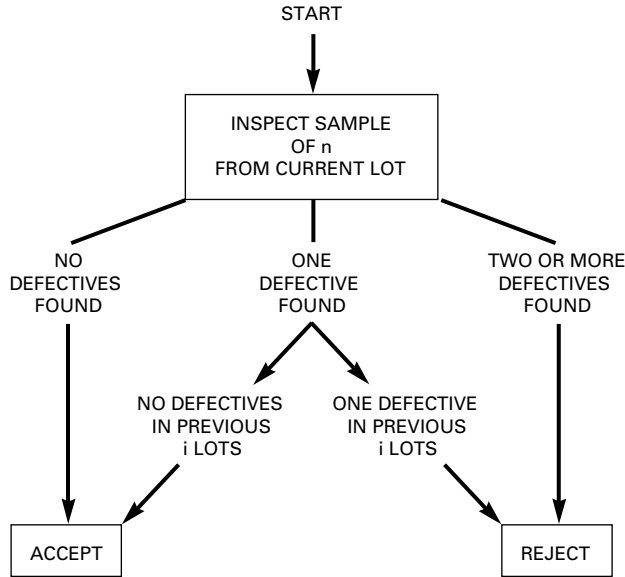 START
INSPECT SAMPLE
OF n
FROM CURRENT LOT
NO
DEFECTIVES
FOUND
ONE
DEFECTIVE
FOUND
TWO OR MORE
DEFECTIVES
FOUND
NO DEFECTIVES
IN PREVIOUS
i LOTS
ONE DEFECTIVE
IN PREVIOUS
i LOTS
ACCEPT
REJECT